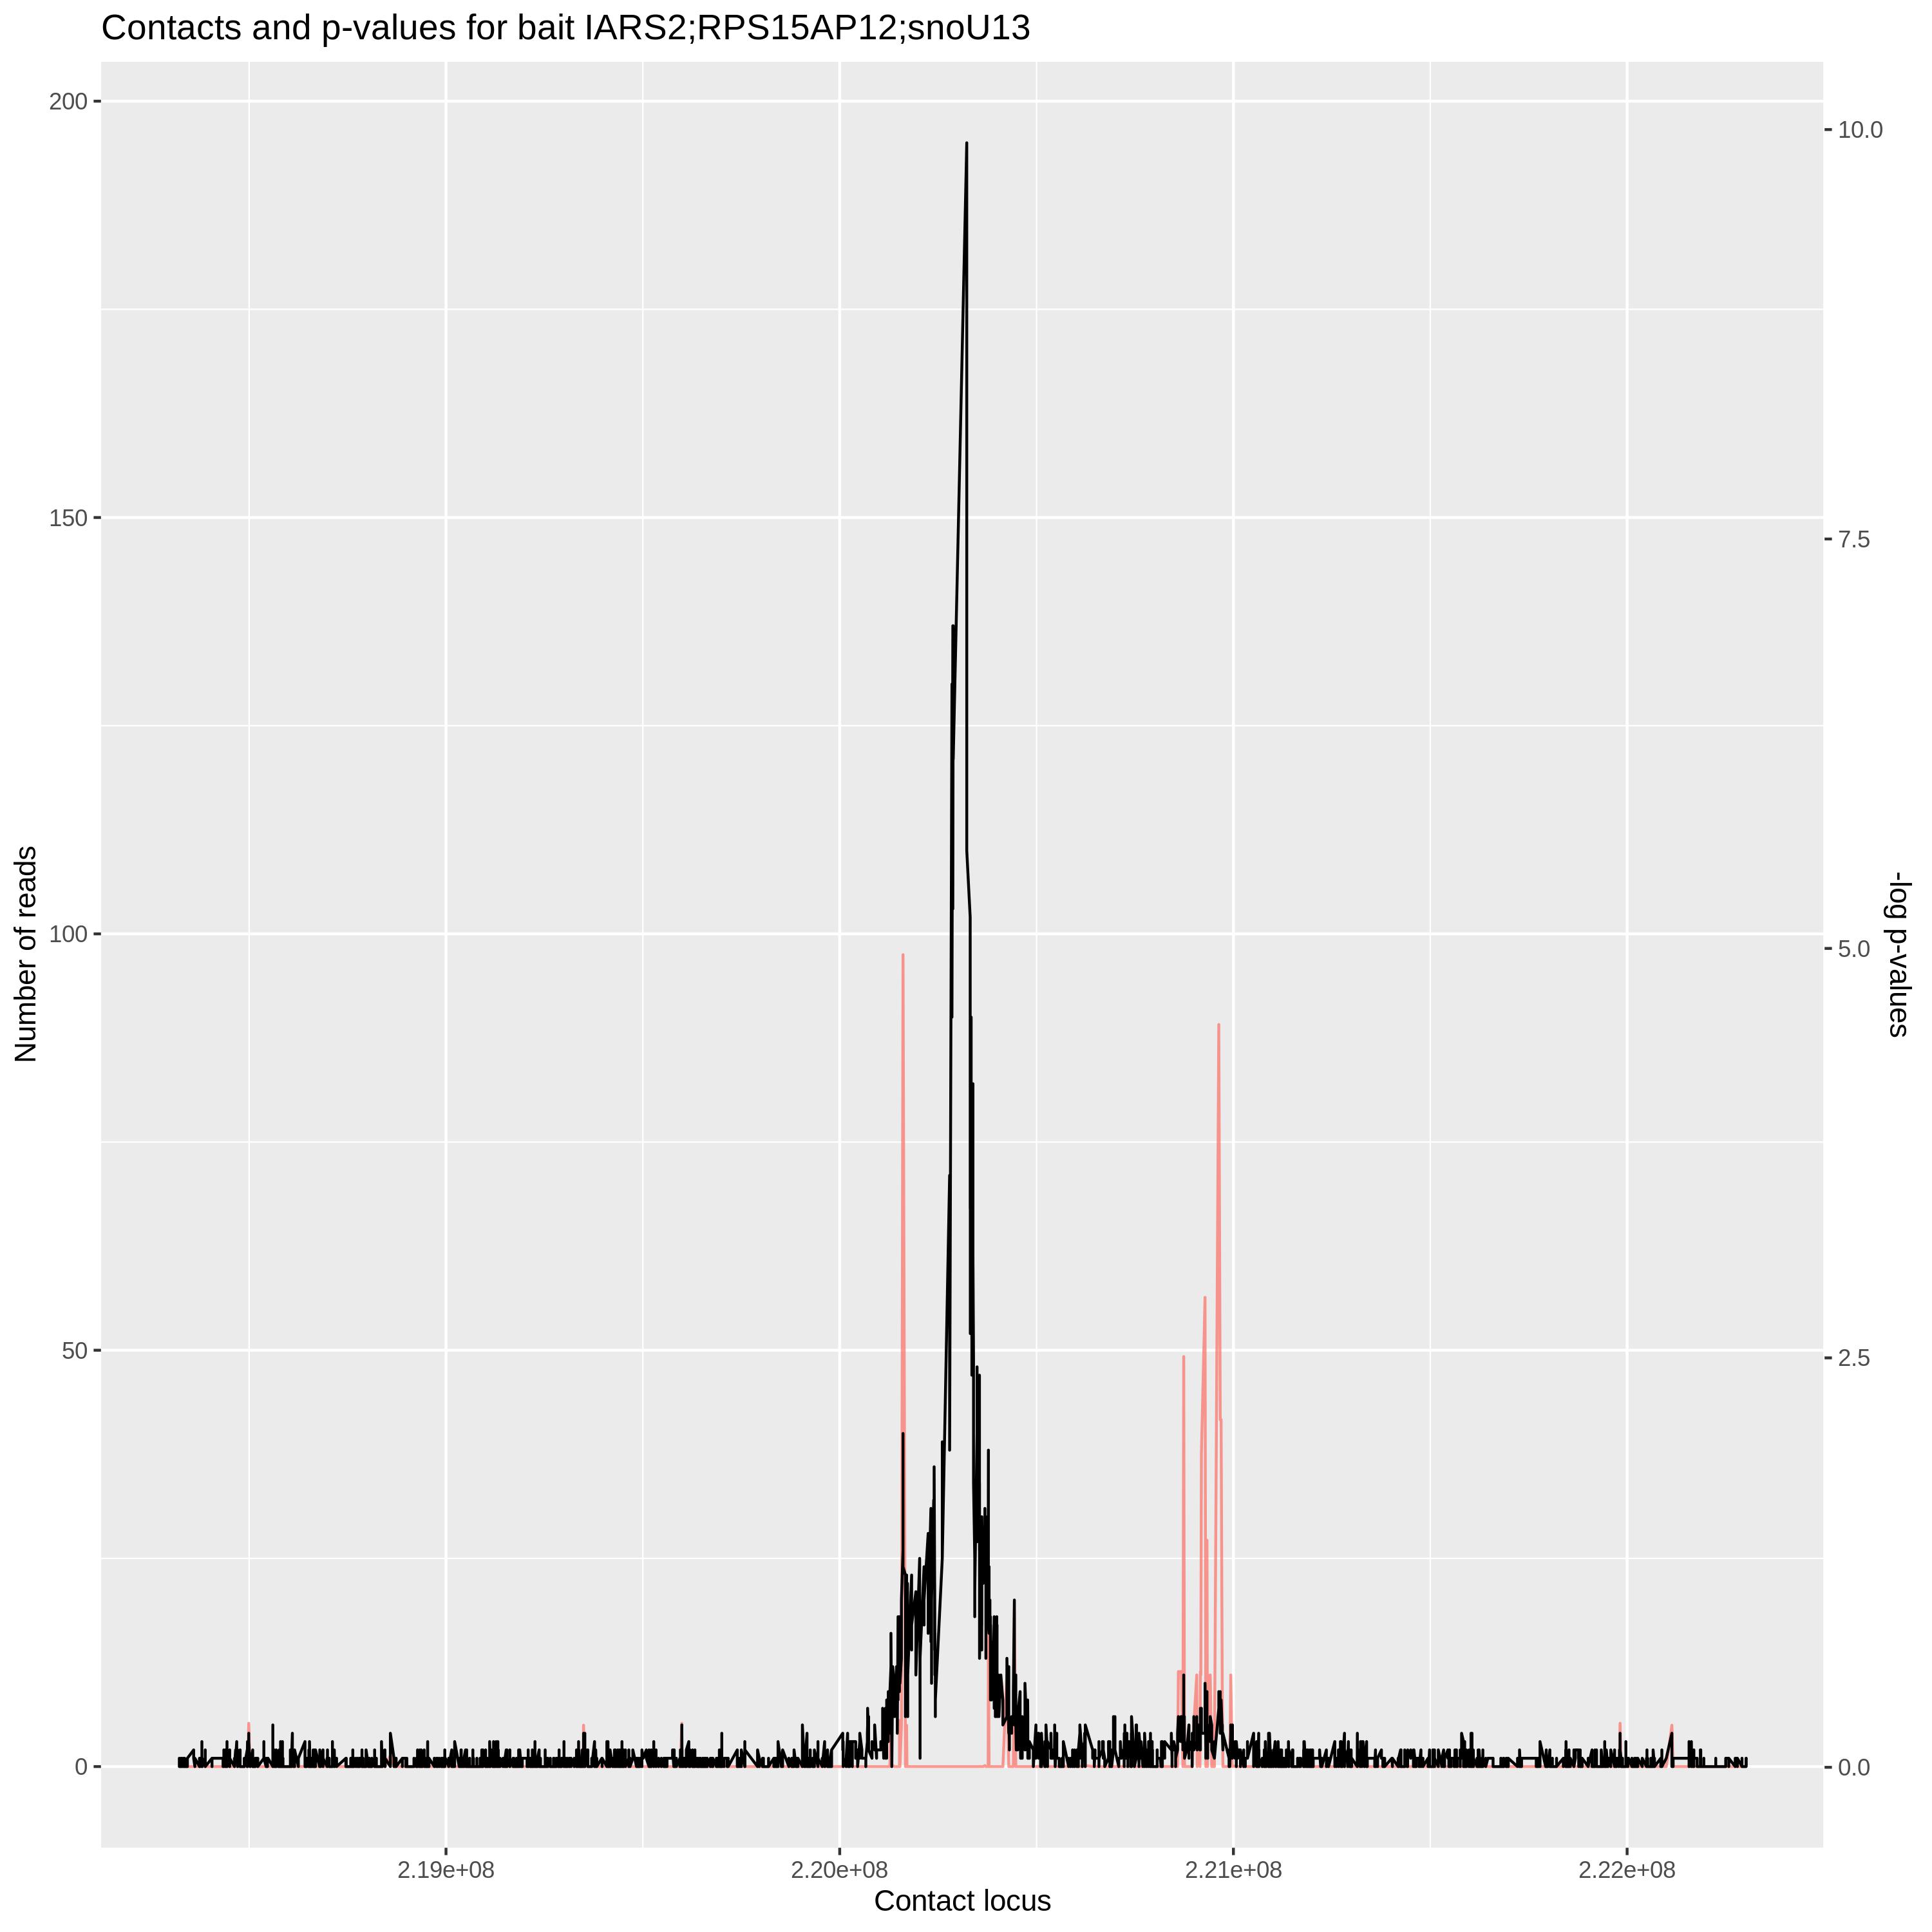 Contacts and p-values for bait IARS2;RPS15AP12;snoU13
200
150
100
50
0
Number of reads
10.0
7.5
5.0
2.5
0.0
-log p-values
2.19e+08 2.20e+08 2.21e+08 2.22e+08
Contact locus